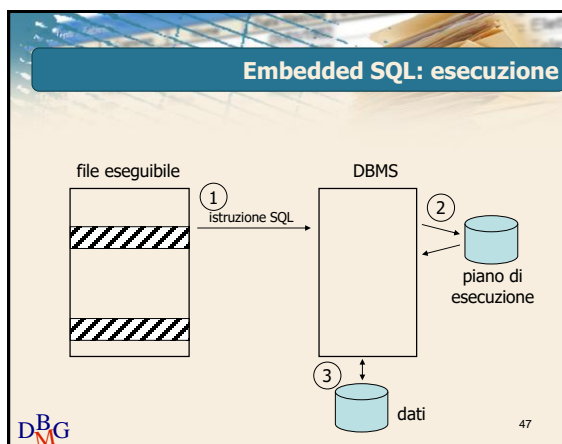 Embedded SQL: esecuzione
file eseguibile
DBMS
1
istruzione SQL
2
piano di
esecuzione
3
dati
DBMG
47